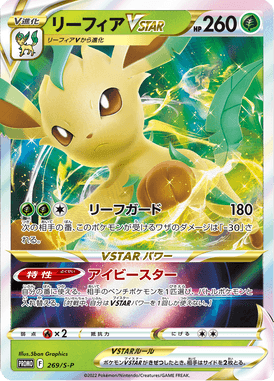 V進化
リーフィアVSTAR
HP 260
リーフィアVから進化
リーフガード 180
次の相手の番、このポケモンが受けるワザのダメージは「-30」さ
れる。
VSTARパワー
特性 アイビースター
自分の番に使える。相手のベンチポケモンを1匹選び、バトルポケモンと
入れ替える。[対戦中、自分はVSTARパワーを1回しか使えない。]
弱点 ×2 抵抗力 にげる
Illus. 5ban Graphics
VSTARルール
ポケモンVSTARがきぜつしたとき、相手はサイドを2枚とる。
PROMO F 269/S-P
©2022 Pokémon/Nintendo/Creatures/GAME FREAK.